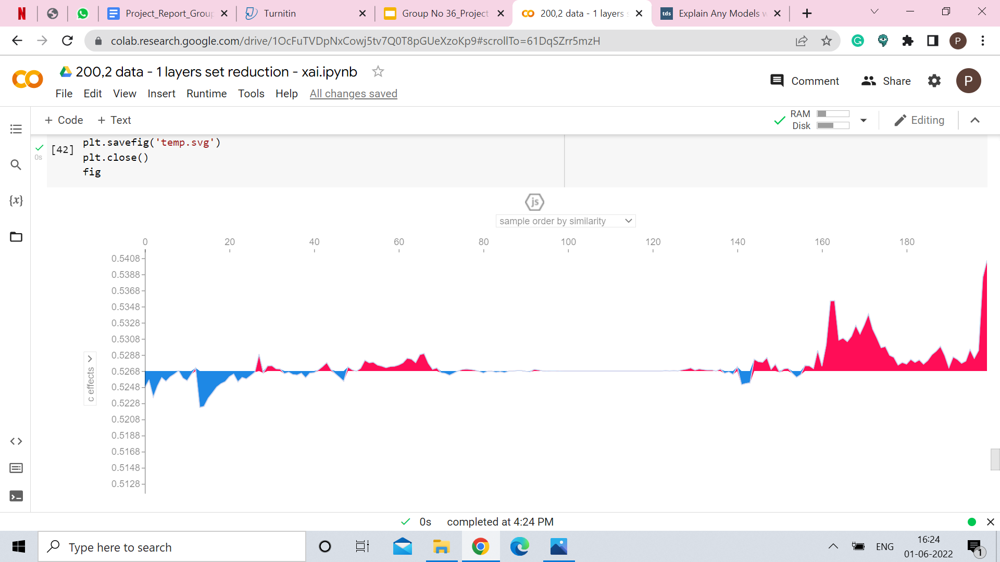 Project_Report_Group
Turnitin
Group No 36_Project
200,2 data - 1 layers s
tds
Explain Any Models w
colab.research.google.com/drive/1OcFuTVDpNxCowj5tv7Q0T8pGUeXzoKp9#scrollTo=61DqSZrr5mzH
P
200,2 data - 1 layers set reduction - xai.ipynb
Comment
Share
P
File Edit View Insert Runtime Tools Help All changes saved
+ Code + Text
RAM
Disk
Editing
{x}
[42]
0s
plt.savefig('temp.svg')
plt.close()
fig
js
sample order by similarity
0 20 40 60 80 100 120 140 160 180
0.5408
0.5388
0.5368
0.5348
0.5328
0.5308
0.5288
0.5268
0.5248
0.5228
0.5208
0.5188
0.5168
0.5148
0.5128
c effects
0s completed at 4:24 PM
Type here to search
ENG
16:24
01-06-2022
1